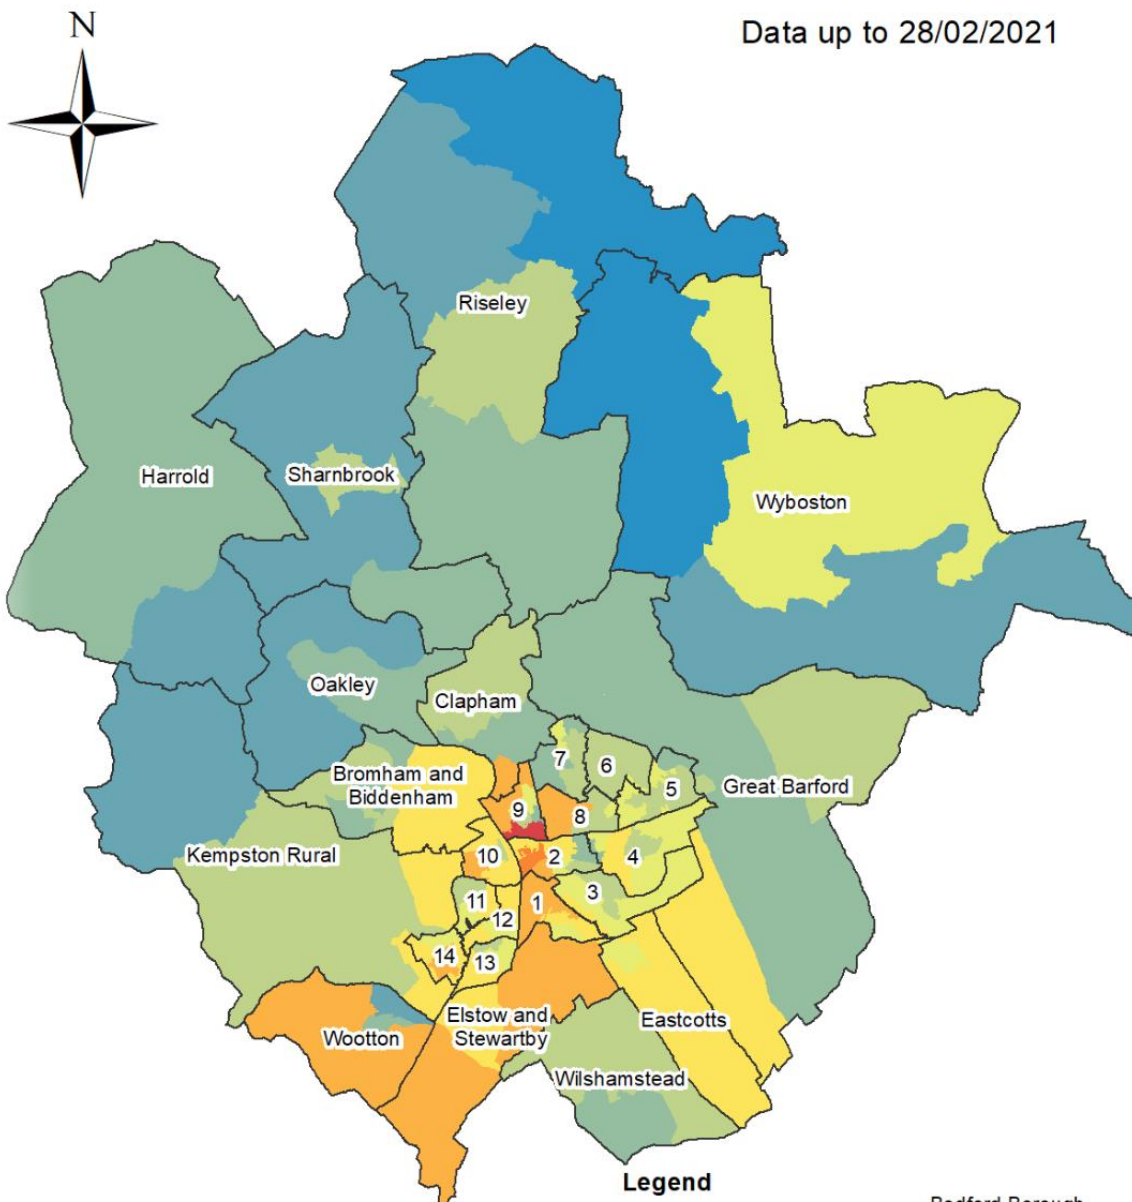 N
Data up to 28/02/2021
Riseley
Harrold
Sharnbrook
Wyboston
Oakley
Clapham
7
6
5
Bromham and
Biddenham
Great Barford
9
8
Kempston Rural
10
2
4
11
3
12
1
14
13
Elstow and
Stewartby
Eastcotts
Wootton
Wilshamstead
Legend
Bedford Borough